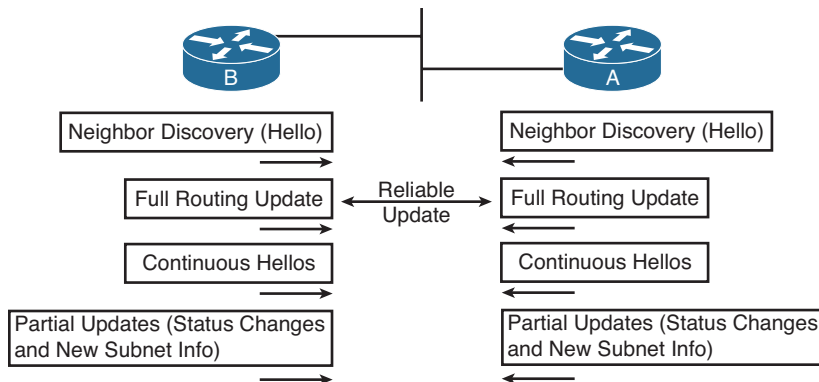 B
A
Neighbor Discovery (Hello)
Neighbor Discovery (Hello)
Full Routing Update
Reliable
Update
Full Routing Update
Continuous Hellos
Continuous Hellos
Partial Updates (Status Changes
and New Subnet Info)
Partial Updates (Status Changes
and New Subnet Info)